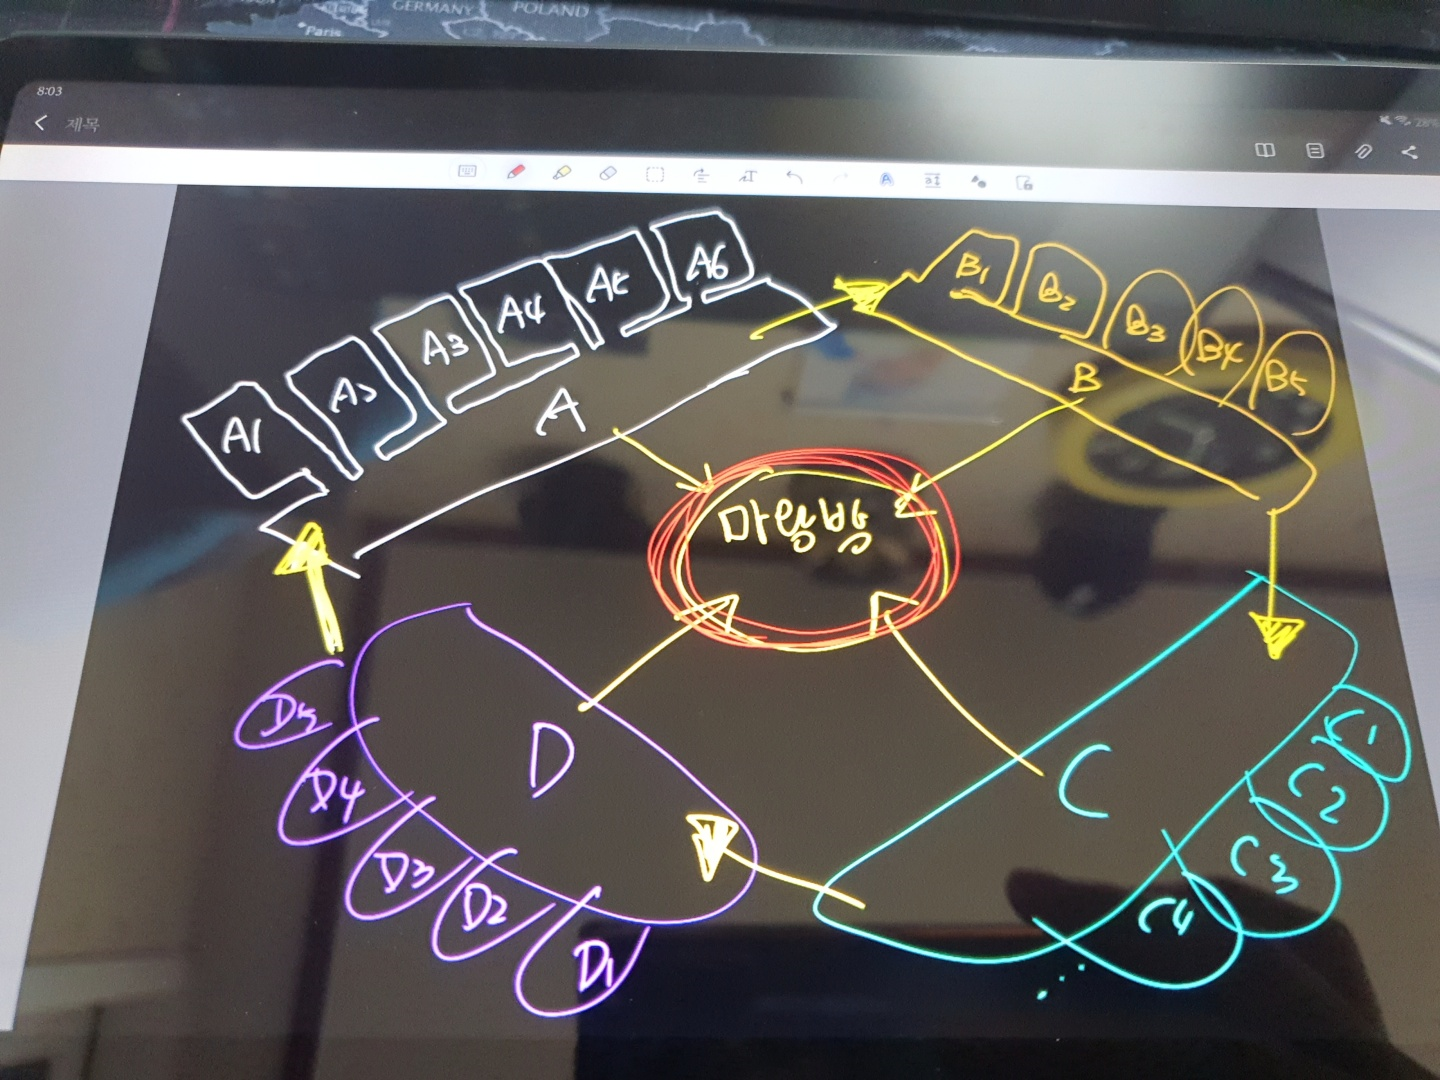 GERMANY
POLAND
Paris
8:03
제목
28%
A1
A2
A3
A4
A5
A6
A
B1
B2
B3
B4
B5
B
마왕방
D
D5
D4
D3
D2
D1
C
C1
C2
C3
C4